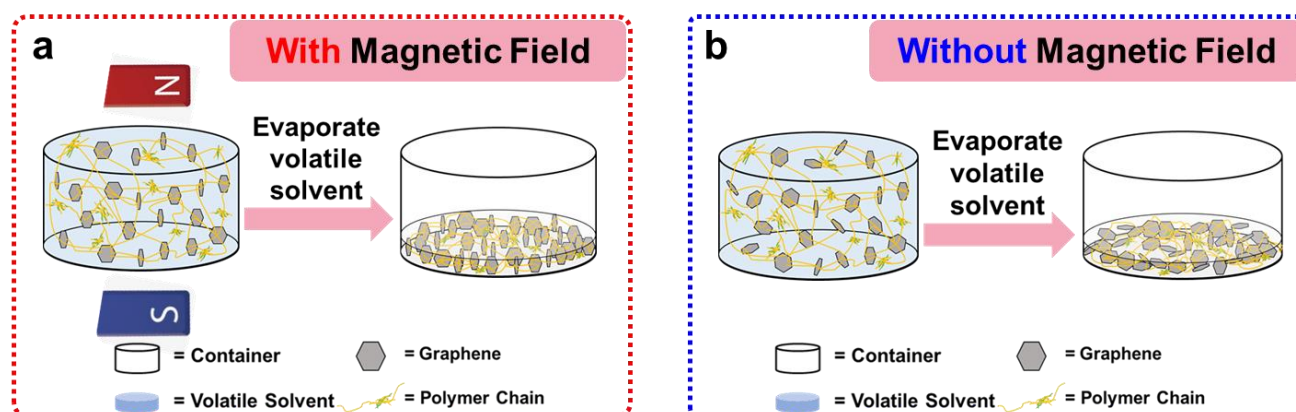 a
With Magnetic Field
N
Evaporate
volatile
solvent
S
= Container
= Graphene
= Volatile Solvent
= Polymer Chain
b
Without Magnetic Field
Evaporate
volatile
solvent
= Container
= Graphene
= Volatile Solvent
= Polymer Chain